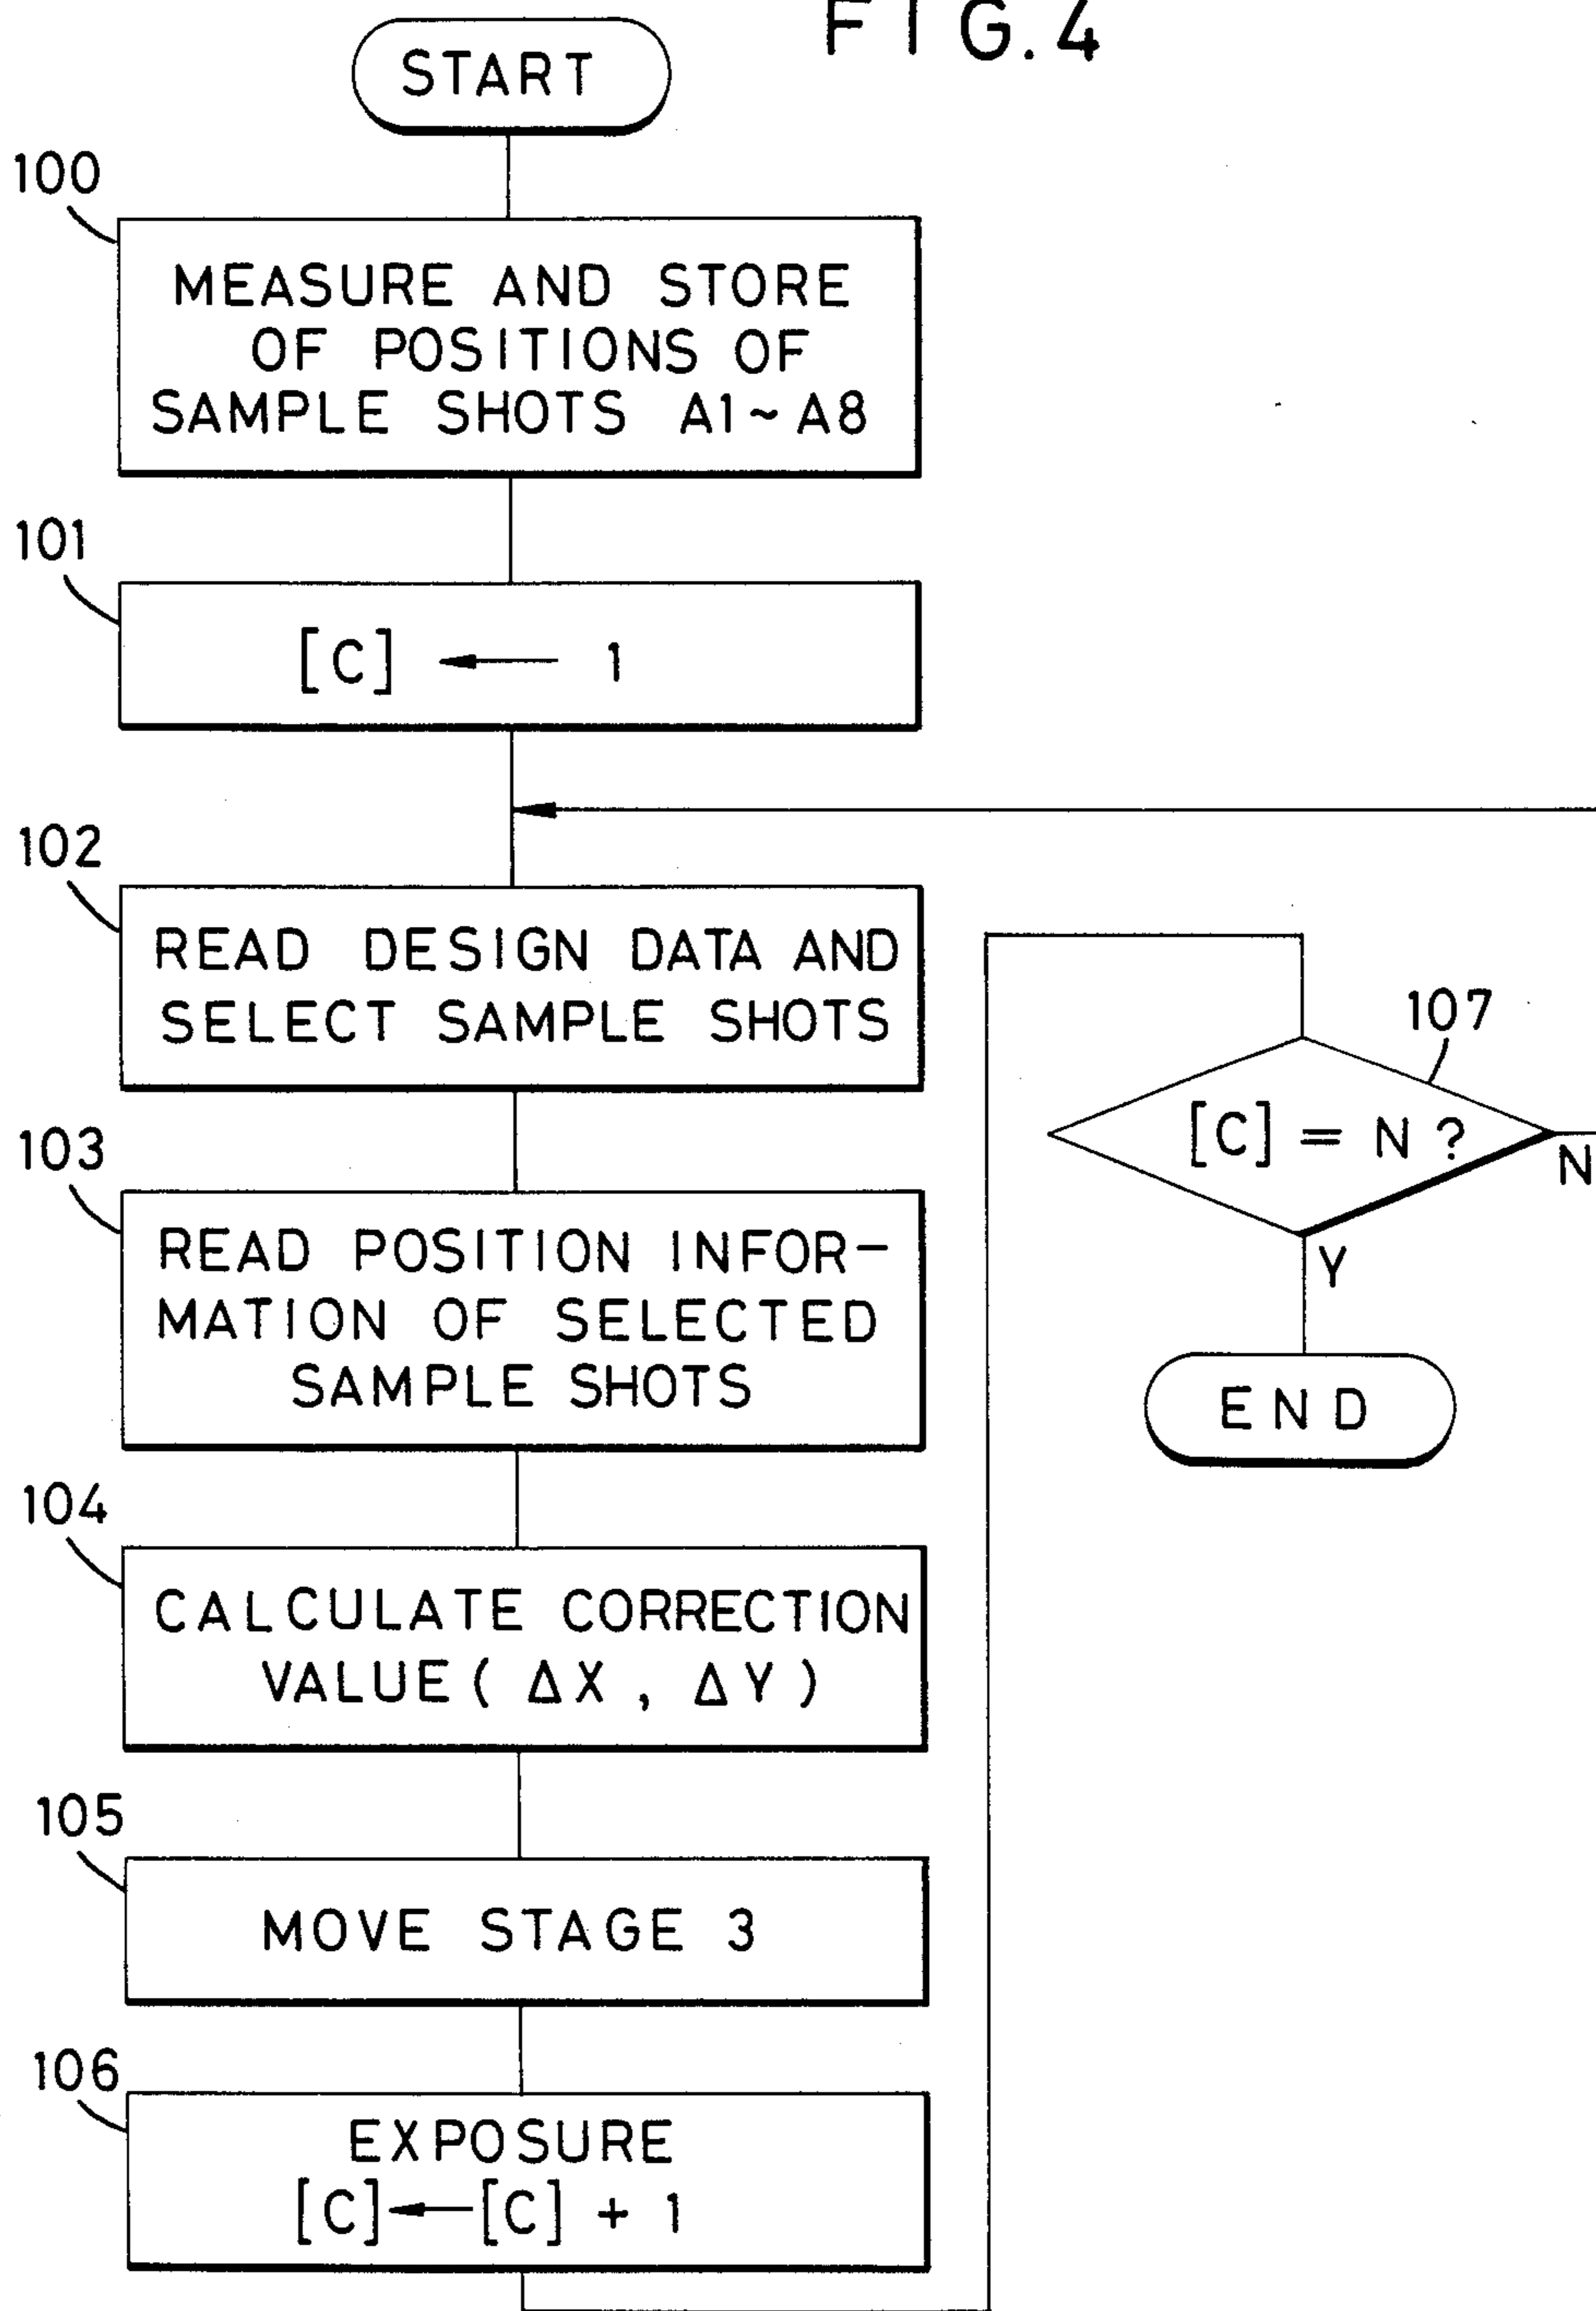 FIG.4
START
100
MEASURE AND STORE
OF POSITIONS OF
SAMPLE SHOTS A1~A8
101
[C] ← 1
102
READ DESIGN DATA AND
SELECT SAMPLE SHOTS
103
READ POSITION INFOR-
MATION OF SELECTED
SAMPLE SHOTS
104
CALCULATE CORRECTION
VALUE ( ΔX , ΔY )
105
MOVE STAGE 3
106
EXPOSURE
[C]←[C] + 1
107
[C] = N ?
N
Y
END